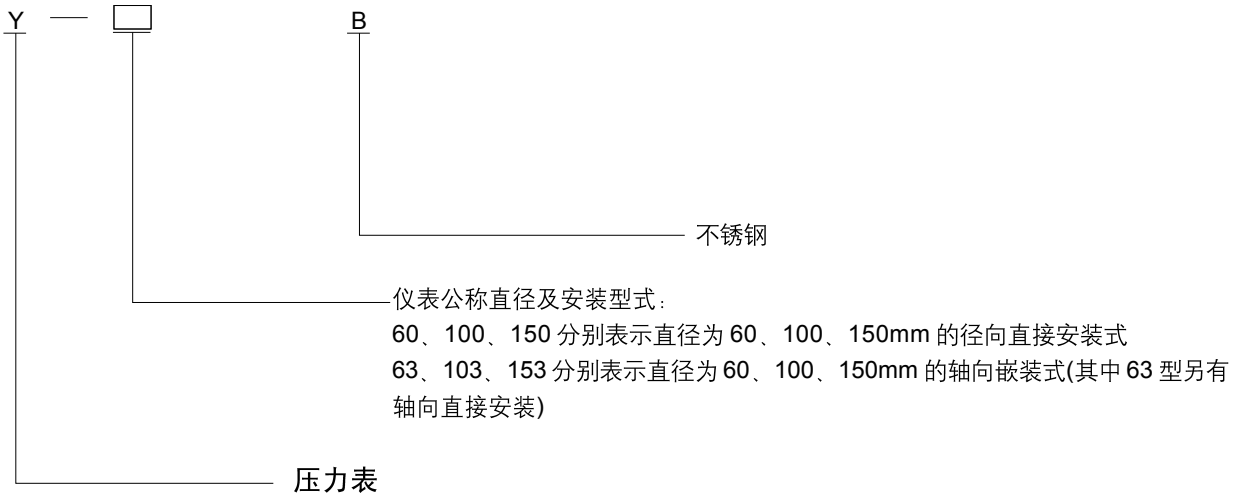 Y — □ B
不锈钢
仪表公称直径及安装型式：
60、100、150 分别表示直径为 60、100、150mm 的径向直接安装式
63、103、153 分别表示直径为 60、100、150mm 的轴向嵌装式(其中 63 型另有
轴向直接安装)
压力表